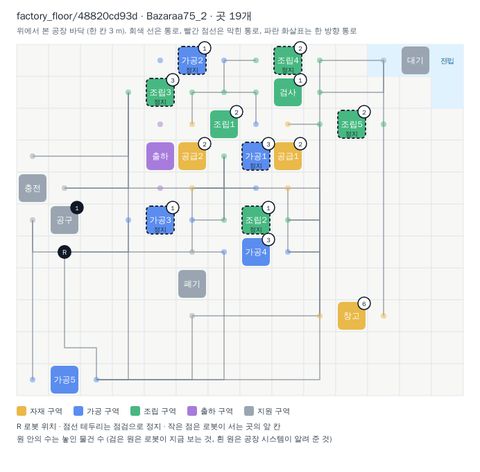 factory_floor/48820cd93d · Bazaraa75_2 · 곳 19개
위에서 본 공장 바닥 (한 칸 3 m). 회색 선은 통로, 빨간 점선은 막힌 통로, 파란 화살표는 한 방향 통로
가공2 1 정지
조립4 2 정지
대기
전립
조립3 3 정지
검사 1
조립1 2
조립5 2 정지
출하
공급2 2
가공1 3 정지
공급1 2
충전
공구 1
가공3 1 정지
조립2 1 정지
R
가공4 3
폐기
창고 6
가공5
자재 구역 가공 구역 조립 구역 출하 구역 지원 구역
R 로봇 위치 · 점선 테두리는 점검으로 정지 · 작은 점은 로봇이 서는 곳의 앞 칸
원 안의 수는 놓인 물건 수 (검은 원은 로봇이 지금 보는 것, 흰 원은 공장 시스템이 알려 준 것)